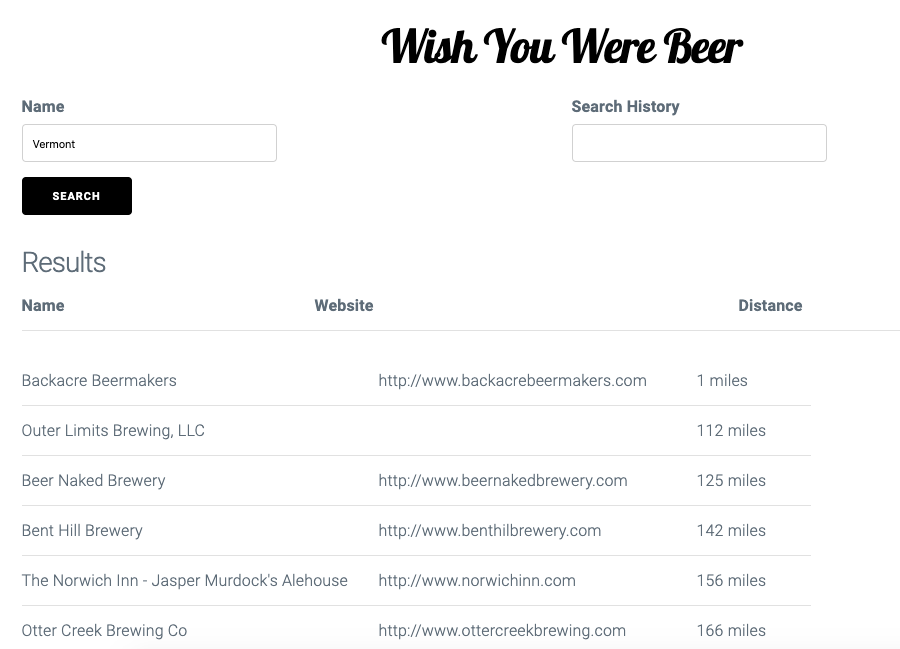 Wish You Were Beer
Name Search History
Vermont
SEARCH
Results
Name Website Distance
Backacre Beermakers http://www.backacrebeermakers.com 1 miles
Outer Limits Brewing, LLC 112 miles
Beer Naked Brewery http://www.beernakedbrewery.com 125 miles
Bent Hill Brewery http://www.benthilbrewery.com 142 miles
The Norwich Inn - Jasper Murdock's Alehouse http://www.norwichinn.com 156 miles
Otter Creek Brewing Co http://www.ottercreekbrewing.com 166 miles